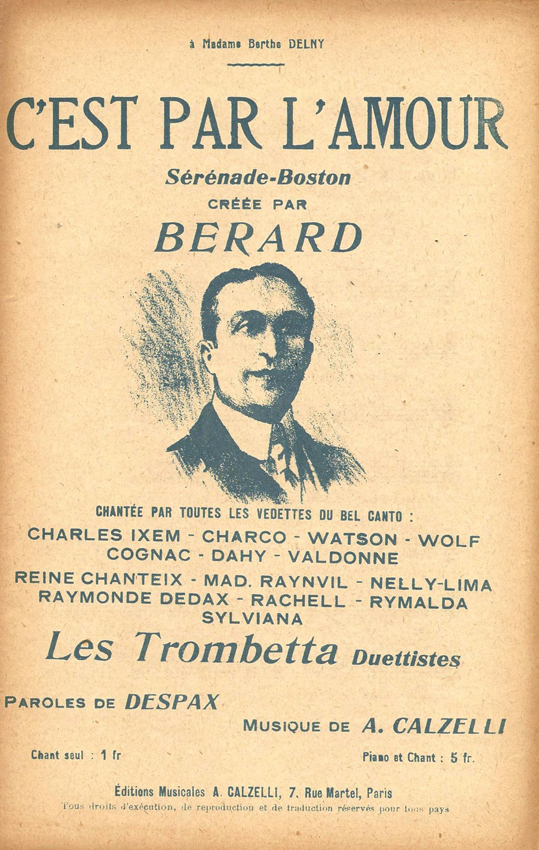 à Madame Berthe DELNY
C'EST PAR L'AMOUR
Sérénade-Boston
CRÉÉE PAR
BERARD
CHANTÉE PAR TOUTES LES VEDETTES DU BEL CANTO :
CHARLES IXEM - CHARCO - WATSON - WOLF
COGNAC - DAHY - VALDONNE
REINE CHANTEIX - MAD. RAYNVIL - NELLY-LIMA
RAYMONDE DEDAX - RACHELL - RYMALDA
SYLVIANA
Les Trombetta Duettistes
PAROLES DE DESPAX
MUSIQUE DE A. CALZELLI
Chant seul : 1 fr
Piano et Chant : 5 fr.
Éditions Musicales A. CALZELLI, 7, Rue Martel, Paris
Tous droits d'exécution, de reproduction et de traduction réservés pour tous pays